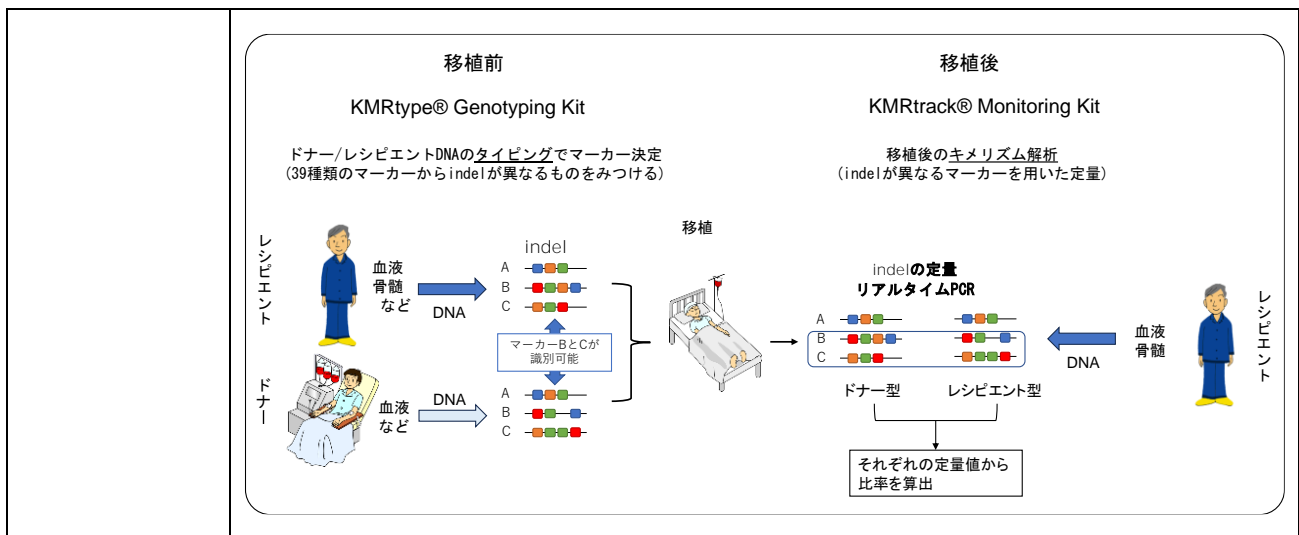 移植前
KMRtype® Genotyping Kit
ドナー/レシピエントDNAのタイピングでマーカー決定
(39種類のマーカーからindelが異なるものをみつける)
レシピエント
血液
骨髄
など
DNA
indel
A
B
C
マーカーBとCが
識別可能
ドナー
血液
など
DNA
A
B
C
移植
移植後
KMRtrack® Monitoring Kit
移植後のキメリズム解析
(indelが異なるマーカーを用いた定量)
indelの定量
リアルタイムPCR
A
B
C
ドナー型 レシピエント型
それぞれの定量値から
比率を算出
DNA
血液
骨髄
レシピエント